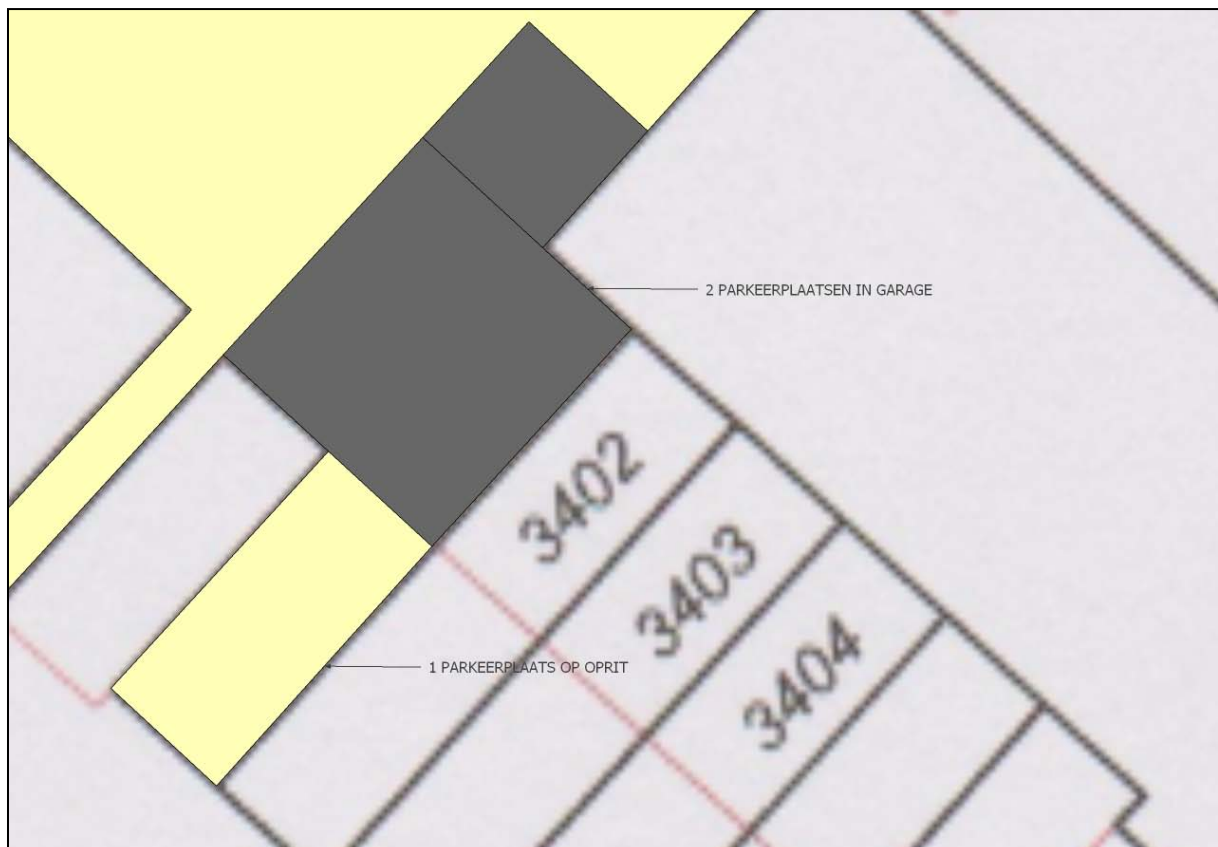 2 PARKEERPLAATSEN IN GARAGE
3402
3403
1 PARKEERPLAATS OP OPRIT
3404